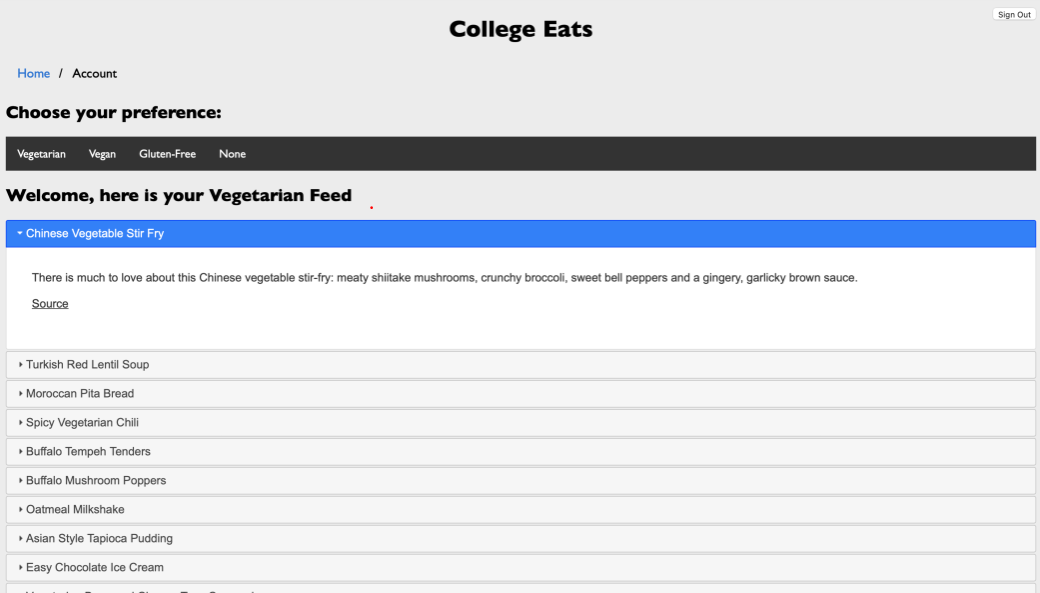 Sign Out
College Eats
Home / Account
Choose your preference:
Vegetarian Vegan Gluten-Free None
Welcome, here is your Vegetarian Feed
Chinese Vegetable Stir Fry
There is much to love about this Chinese vegetable stir-fry: meaty shiitake mushrooms, crunchy broccoli, sweet bell peppers and a gingery, garlicky brown sauce.
Source
Turkish Red Lentil Soup
Moroccan Pita Bread
Spicy Vegetarian Chili
Buffalo Tempeh Tenders
Buffalo Mushroom Poppers
Oatmeal Milkshake
Asian Style Tapioca Pudding
Easy Chocolate Ice Cream